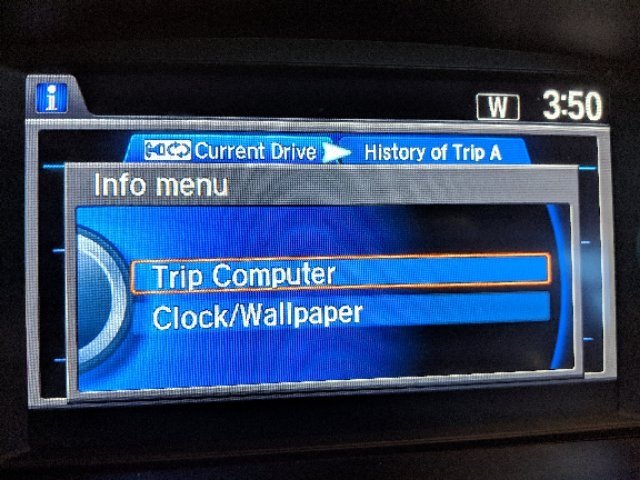 i
W 3:50
Current Drive History of Trip A
Info menu
Trip Computer
Clock/Wallpaper